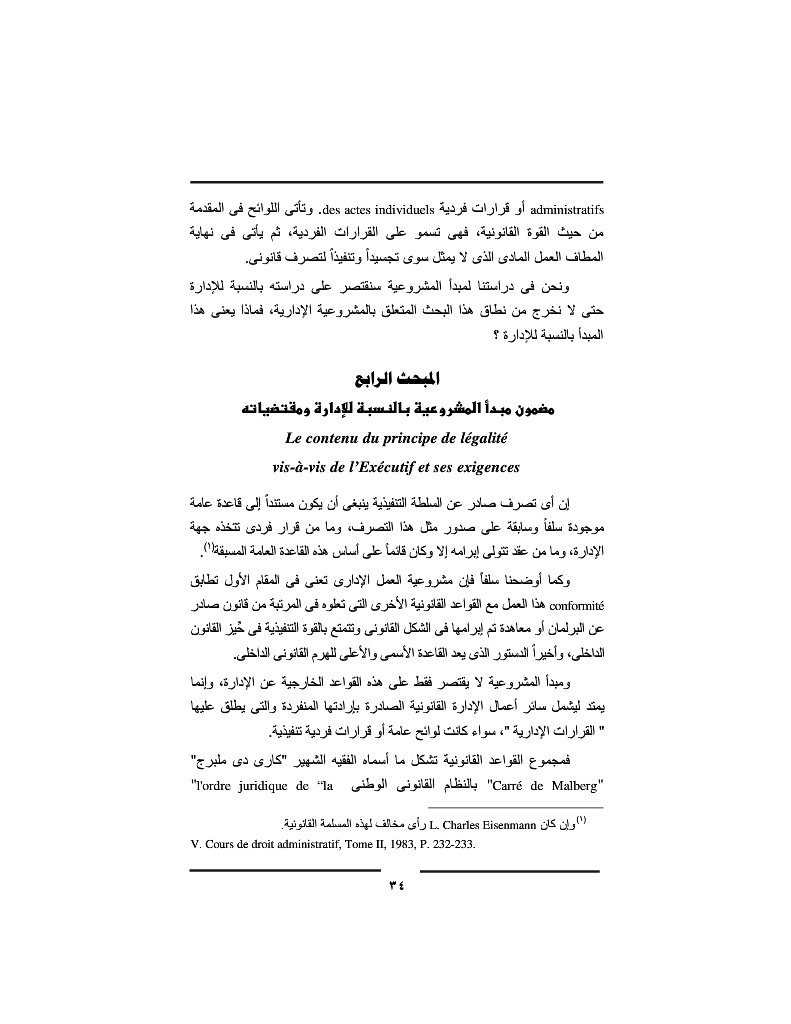 administratifs أو قرارات فردية des actes individuels. وتأتى اللوائح فى المقدمة
من حيث القوة القانونية، فهى تسمو على القرارات الفردية، ثم يأتى فى نهاية
المطاف العمل المادى الذى لا يمثل سوى تجسيداً وتنفيذاً لتصرف قانونى.
ونحن فى دراستنا لمبدأ المشروعية سنقتصر على دراسته بالنسبة للإدارة
حتى لا نخرج من نطاق هذا البحث المتعلق بالمشروعية الإدارية، فماذا يعنى هذا
المبدأ بالنسبة للإدارة ؟
المبحث الرابع
مضمون مبدأ المشروعية بالنسبة للإدارة ومقتضياته
Le contenu du principe de légalité
vis-à-vis de l’Exécutif et ses exigences
إن أى تصرف صادر عن السلطة التنفيذية ينبغى أن يكون مستنداً إلى قاعدة عامة
موجودة سلفاً وسابقة على صدور مثل هذا التصرف، وما من قرار فردى تتخذه جهة
الإدارة، وما من عقد تتولى إبرامه إلا وكان قائماً على أساس هذه القاعدة العامة المسبقة(١).
وكما أوضحنا سلفاً فإن مشروعية العمل الإدارى تعنى فى المقام الأول تطابق
conformité هذا العمل مع القواعد القانونية الأخرى التى تعلوه فى المرتبة من قانون صادر
عن البرلمان أو معاهدة تم إبرامها فى الشكل القانونى وتتمتع بالقوة التنفيذية فى حُيز القانون
الداخلى، وأخيراً الدستور الذى يعد القاعدة الأسمى والأعلى للهرم القانونى الداخلى.
ومبدأ المشروعية لا يقتصر فقط على هذه القواعد الخارجية عن الإدارة، وإنما
يمتد ليشمل سائر أعمال الإدارة القانونية الصادرة بإرادتها المنفردة والتى يطلق عليها
" القرارات الإدارية "، سواء كانت لوائح عامة أو قرارات فردية تنفيذية.
فمجموع القواعد القانونية تشكل ما أسماه الفقيه الشهير "كارى دى ملبرج"
"Carré de Malberg" بالنظام القانونى الوطنى "l'ordre juridique de “la
(١) وإن كان L. Charles Eisenmann رأى مخالف لهذه المسلمة القانونية.
V. Cours de droit administratif, Tome II, 1983, P. 232-233.
٣٤